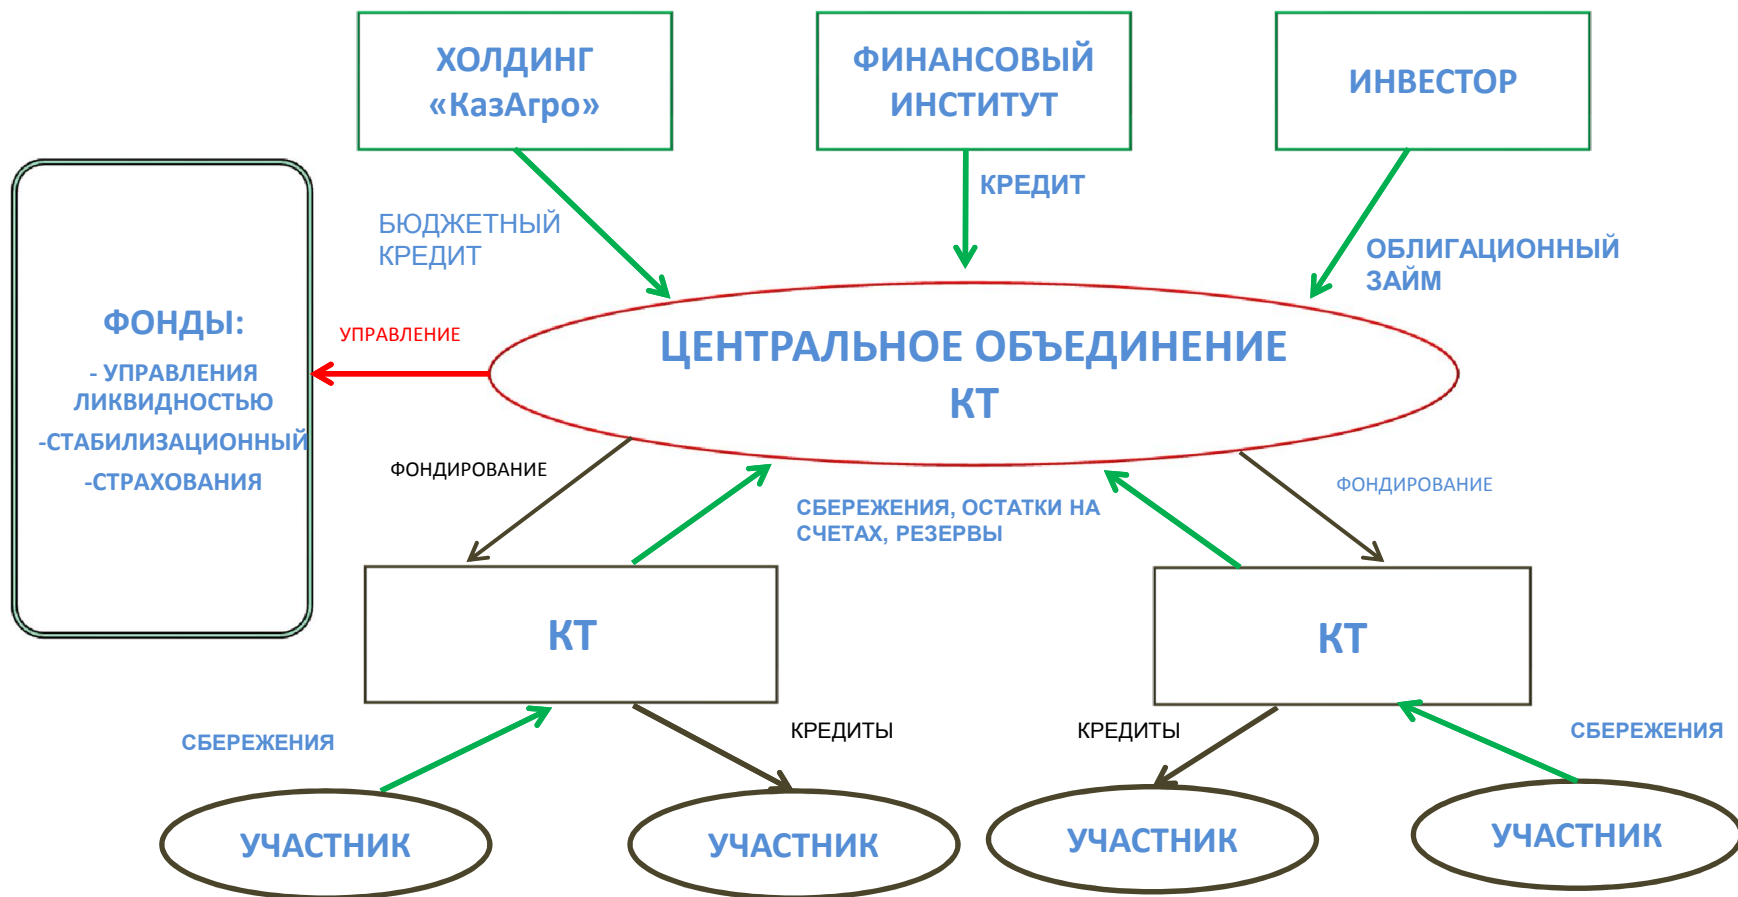 ХОЛДИНГ
«КазАгро»
ФИНАНСОВЫЙ
ИНСТИТУТ
ИНВЕСТОР
БЮДЖЕТНЫЙ
КРЕДИТ
КРЕДИТ
ОБЛИГАЦИОННЫЙ
ЗАЙМ
ФОНДЫ:
- УПРАВЛЕНИЯ
ЛИКВИДНОСТЬЮ
-СТАБИЛИЗАЦИОННЫЙ
-СТРАХОВАНИЯ
УПРАВЛЕНИЕ
ЦЕНТРАЛЬНОЕ ОБЪЕДИНЕНИЕ
КТ
ФОНДИРОВАНИЕ
СБЕРЕЖЕНИЯ, ОСТАТКИ НА
СЧЕТАХ, РЕЗЕРВЫ
ФОНДИРОВАНИЕ
КТ
КТ
СБЕРЕЖЕНИЯ
КРЕДИТЫ
КРЕДИТЫ
СБЕРЕЖЕНИЯ
УЧАСТНИК
УЧАСТНИК
УЧАСТНИК
УЧАСТНИК